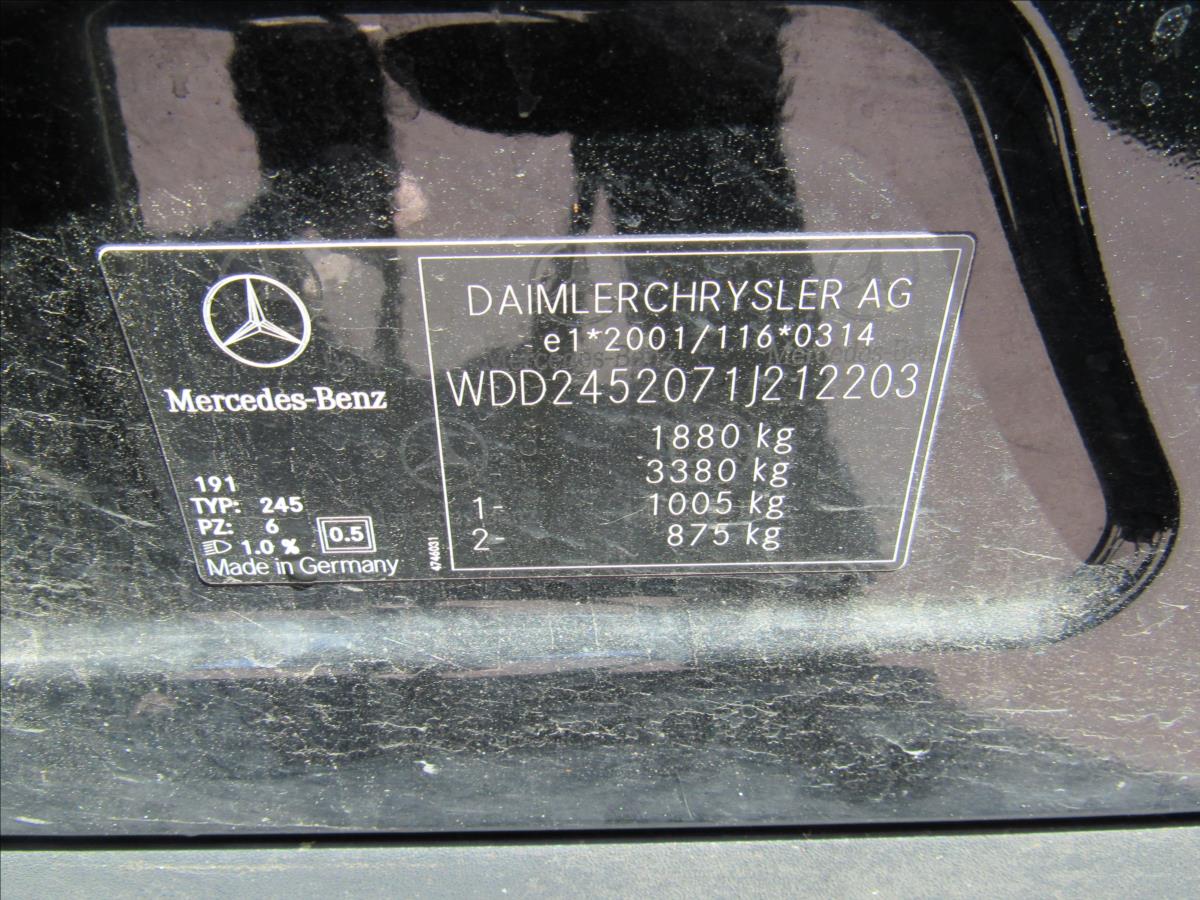 Mercedes-Benz
191
TYP: 245
PZ: 6
1.0 %
0.5
Made in Germany
4746031
DAIMLERCHRYSLER AG
e1*2001/116*0314
WDD2452071J212203
1880 kg
3380 kg
1- 1005 kg
2- 875 kg